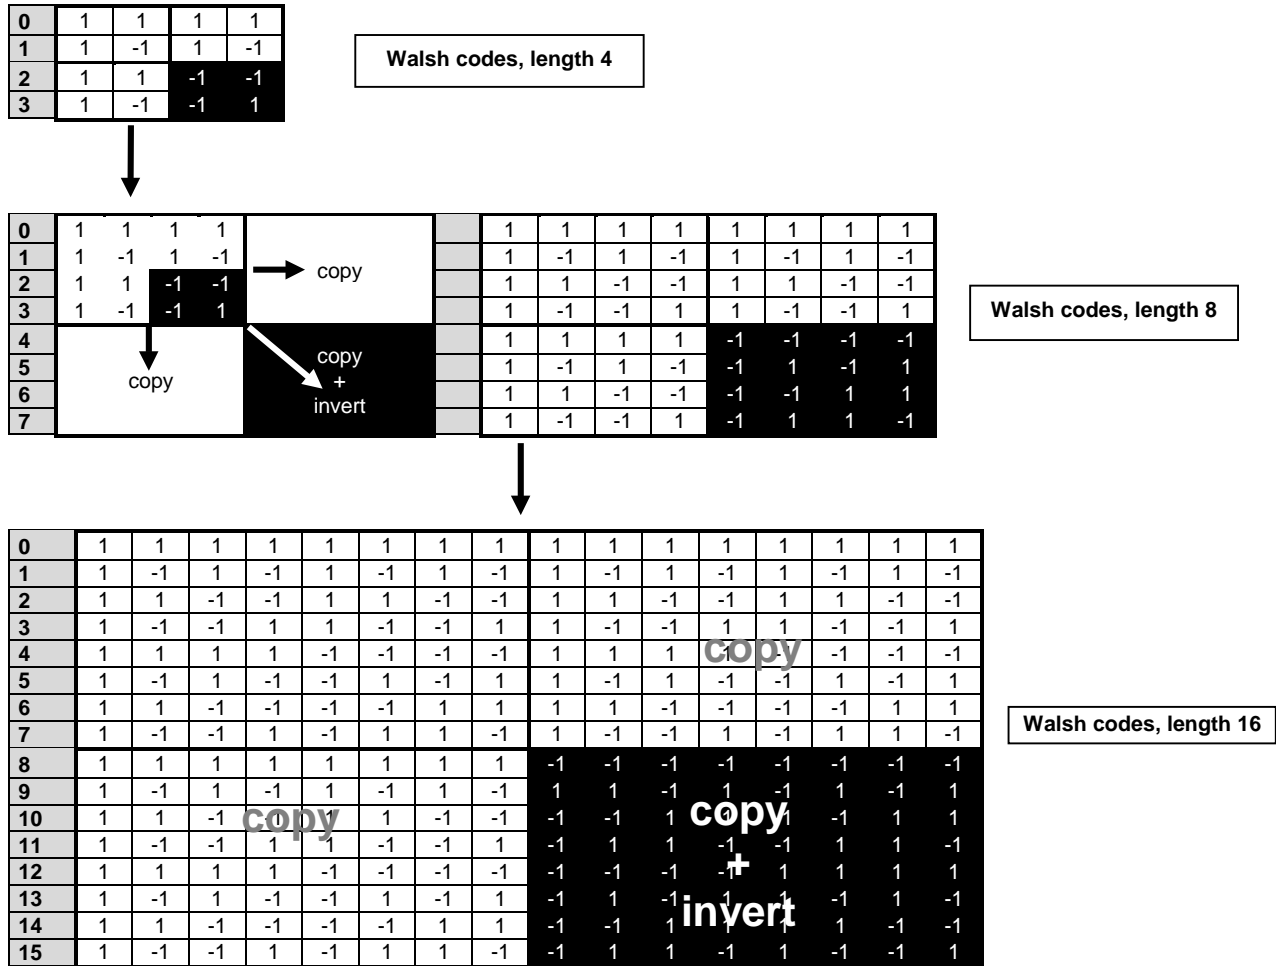 0 1 1 1 1
1 1 -1 1 -1
2 1 1 -1 -1
3 1 -1 -1 1
Walsh codes, length 4
0 1 1 1 1
1 1 -1 1 -1
2 1 1 -1 -1
3 1 -1 -1 1
4
5
6
7
copy
copy
copy
+
invert
1 1 1 1 1 1 1 1
1 -1 1 -1 1 -1 1 -1
1 1 -1 -1 1 1 -1 -1
1 -1 -1 1 1 -1 -1 1
1 1 1 1 -1 -1 -1 -1
1 -1 1 -1 -1 1 -1 1
1 1 -1 -1 -1 -1 1 1
1 -1 -1 1 -1 1 1 -1
Walsh codes, length 8
0 1 1 1 1 1 1 1 1 1 1 1 1 1 1 1 1
1 1 -1 1 -1 1 -1 1 -1 1 -1 1 -1 1 -1 1 -1
2 1 1 -1 -1 1 1 -1 -1 1 1 -1 -1 1 1 -1 -1
3 1 -1 -1 1 1 -1 -1 1 1 -1 -1 1 1 -1 -1 1
4 1 1 1 1 -1 -1 -1 -1 1 1 1 1 -1 -1 -1 -1
5 1 -1 1 -1 -1 1 -1 1 1 -1 1 -1 -1 1 -1 1
6 1 1 -1 -1 -1 -1 1 1 1 1 -1 -1 -1 -1 1 1
7 1 -1 -1 1 -1 1 1 -1 1 -1 -1 1 -1 1 1 -1
8 1 1 1 1 1 1 1 1 -1 -1 -1 -1 -1 -1 -1 -1
9 1 -1 1 -1 1 -1 1 -1 1 1 -1 1 -1 1 -1 1
10 1 1 -1 -1 1 1 -1 -1 -1 -1 1 1 -1 -1 1 1
11 1 -1 -1 1 1 -1 -1 1 -1 1 1 -1 -1 1 1 -1
12 1 1 1 1 -1 -1 -1 -1 -1 -1 -1 -1 1 1 1 1
13 1 -1 1 -1 -1 1 -1 1 -1 1 -1 1 1 -1 1 -1
14 1 1 -1 -1 -1 -1 1 1 -1 -1 1 1 1 1 -1 -1
15 1 -1 -1 1 -1 1 1 -1 -1 1 1 -1 1 -1 -1 1
copy
copy
copy
+
invert
Walsh codes, length 16